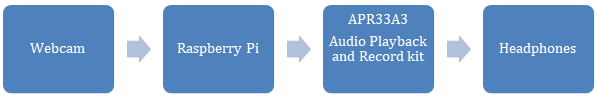 Webcam
Raspberry Pi
APR33A3
Audio Playback
and Record kit
Headphones